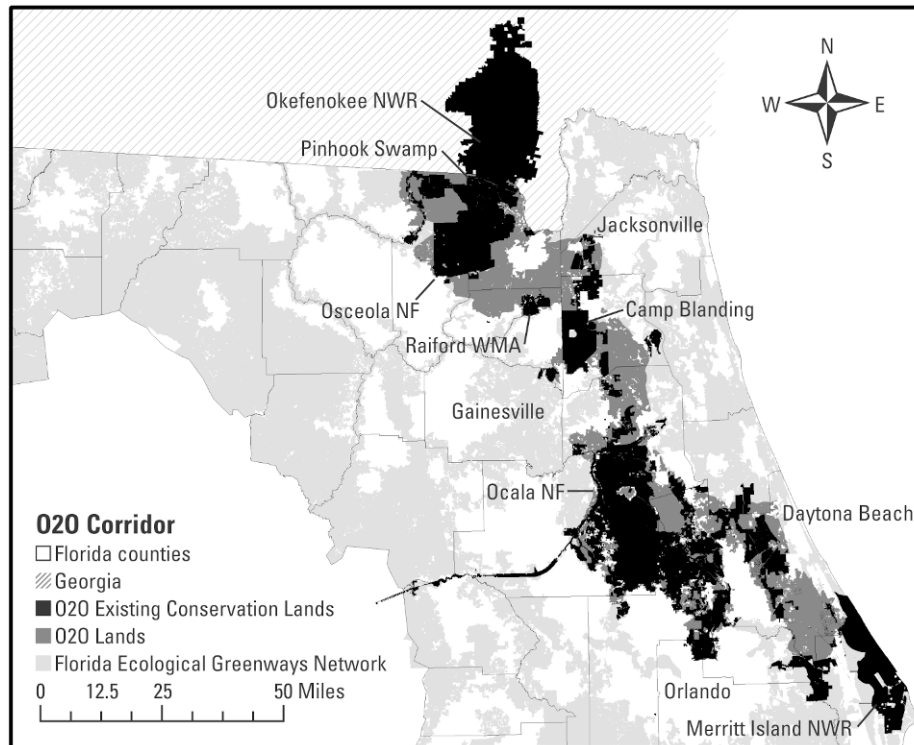 N
W E
S
Okefenokee NWR
Pinhook Swamp
Jacksonville
Osceola NF
Camp Blanding
Raiford WMA
Gainesville
Ocala NF
Daytona Beach
Orlando
Merritt Island NWR
O2O Corridor
Florida counties
Georgia
O2O Existing Conservation Lands
O2O Lands
Florida Ecological Greenways Network
0 12.5 25 50 Miles